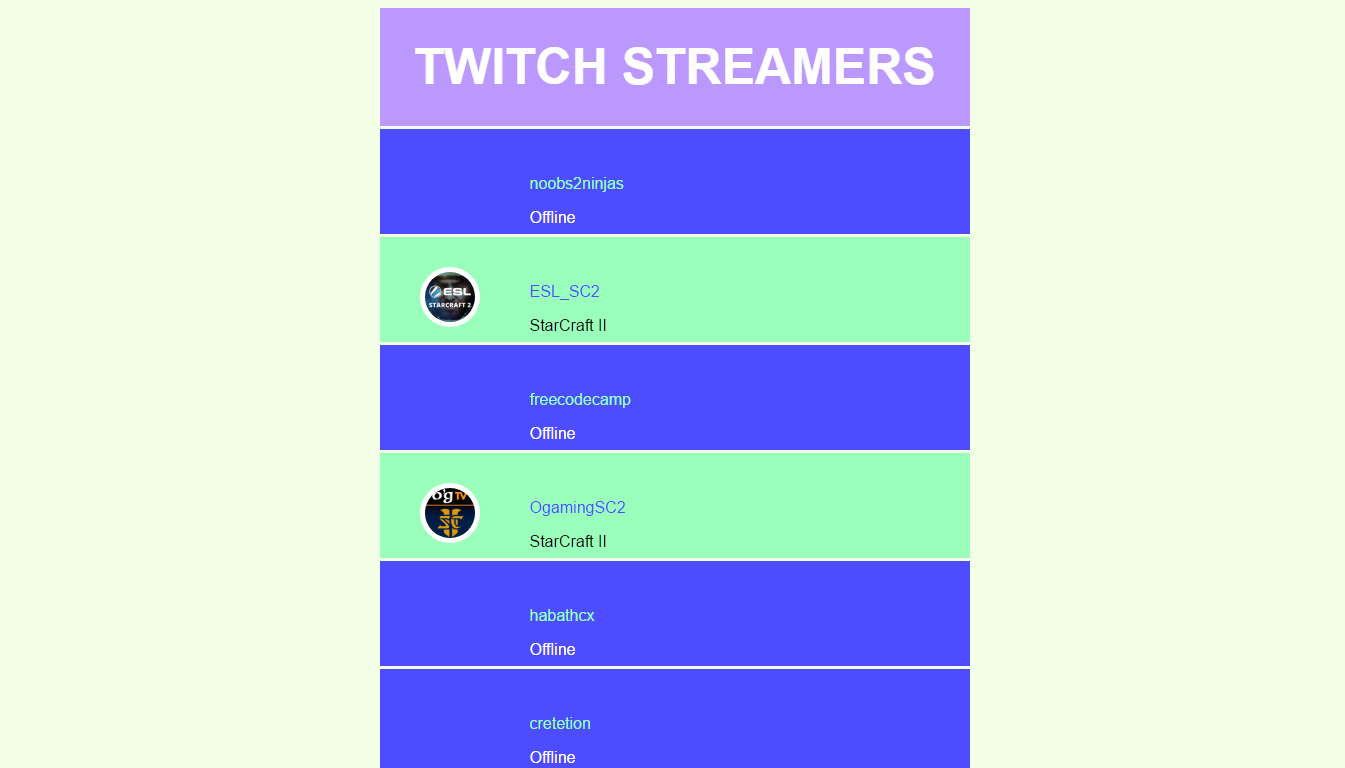 TWITCH STREAMERS
noobs2ninjas
Offline
ESL
STARCRAFT 2
ESL_SC2
StarCraft II
freecodecamp
Offline
O'g TV
OgamingSC2
StarCraft II
habathcx
Offline
cretetion
Offline